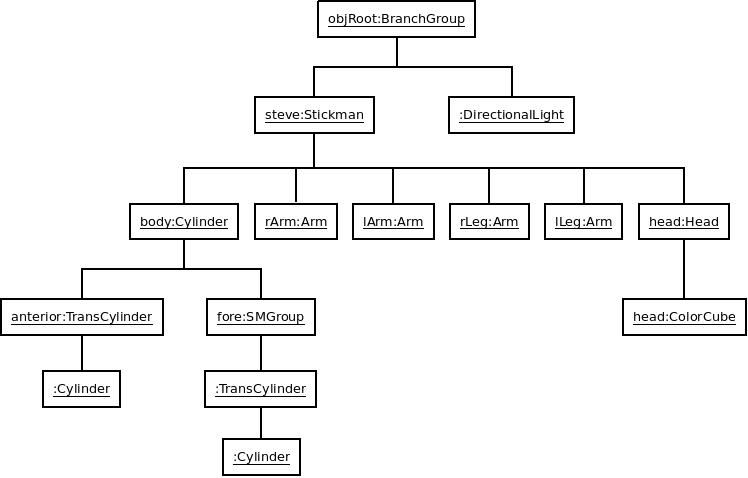 objRoot:BranchGroup
steve:Stickman
:DirectionalLight
body:Cylinder
rArm:Arm
lArm:Arm
rLeg:Arm
lLeg:Arm
head:Head
anterior:TransCylinder
fore:SMGroup
head:ColorCube
:Cylinder
:TransCylinder
:Cylinder